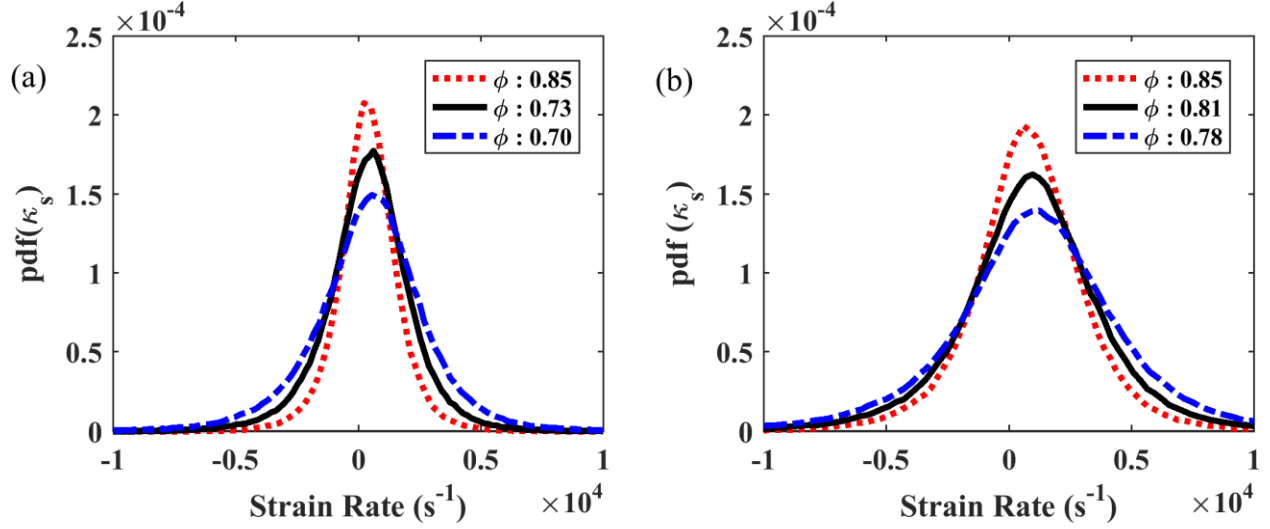 (a)
×10⁻⁴
2.5
2
1.5
1
0.5
0
pdf(κₛ)
ϕ : 0.85
ϕ : 0.73
ϕ : 0.70
-1 -0.5 0 0.5 1
Strain Rate (s⁻¹)
×10⁴
(b)
×10⁻⁴
2.5
2
1.5
1
0.5
0
pdf (κₛ)
ϕ : 0.85
ϕ : 0.81
ϕ : 0.78
-1 -0.5 0 0.5 1
Strain Rate (s⁻¹)
×10⁴